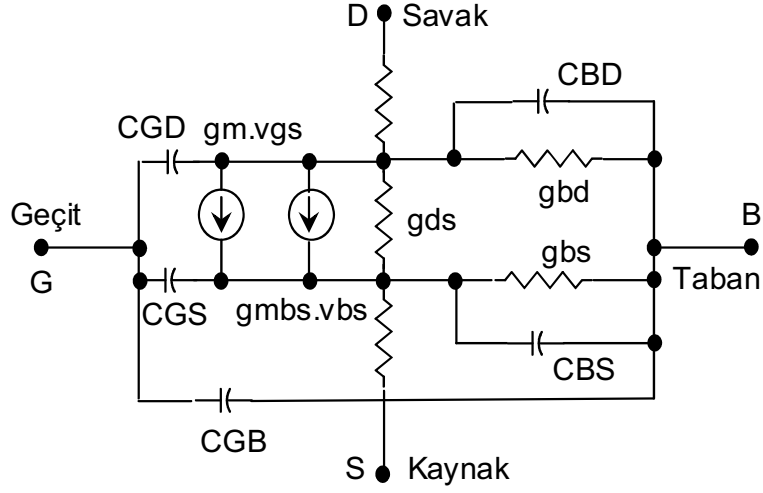 D Savak
CBD
CGD
gm.vgs
gbd
Geçit
gds
B
G
gbs
Taban
CGS
gmbs.vbs
CBS
CGB
S Kaynak